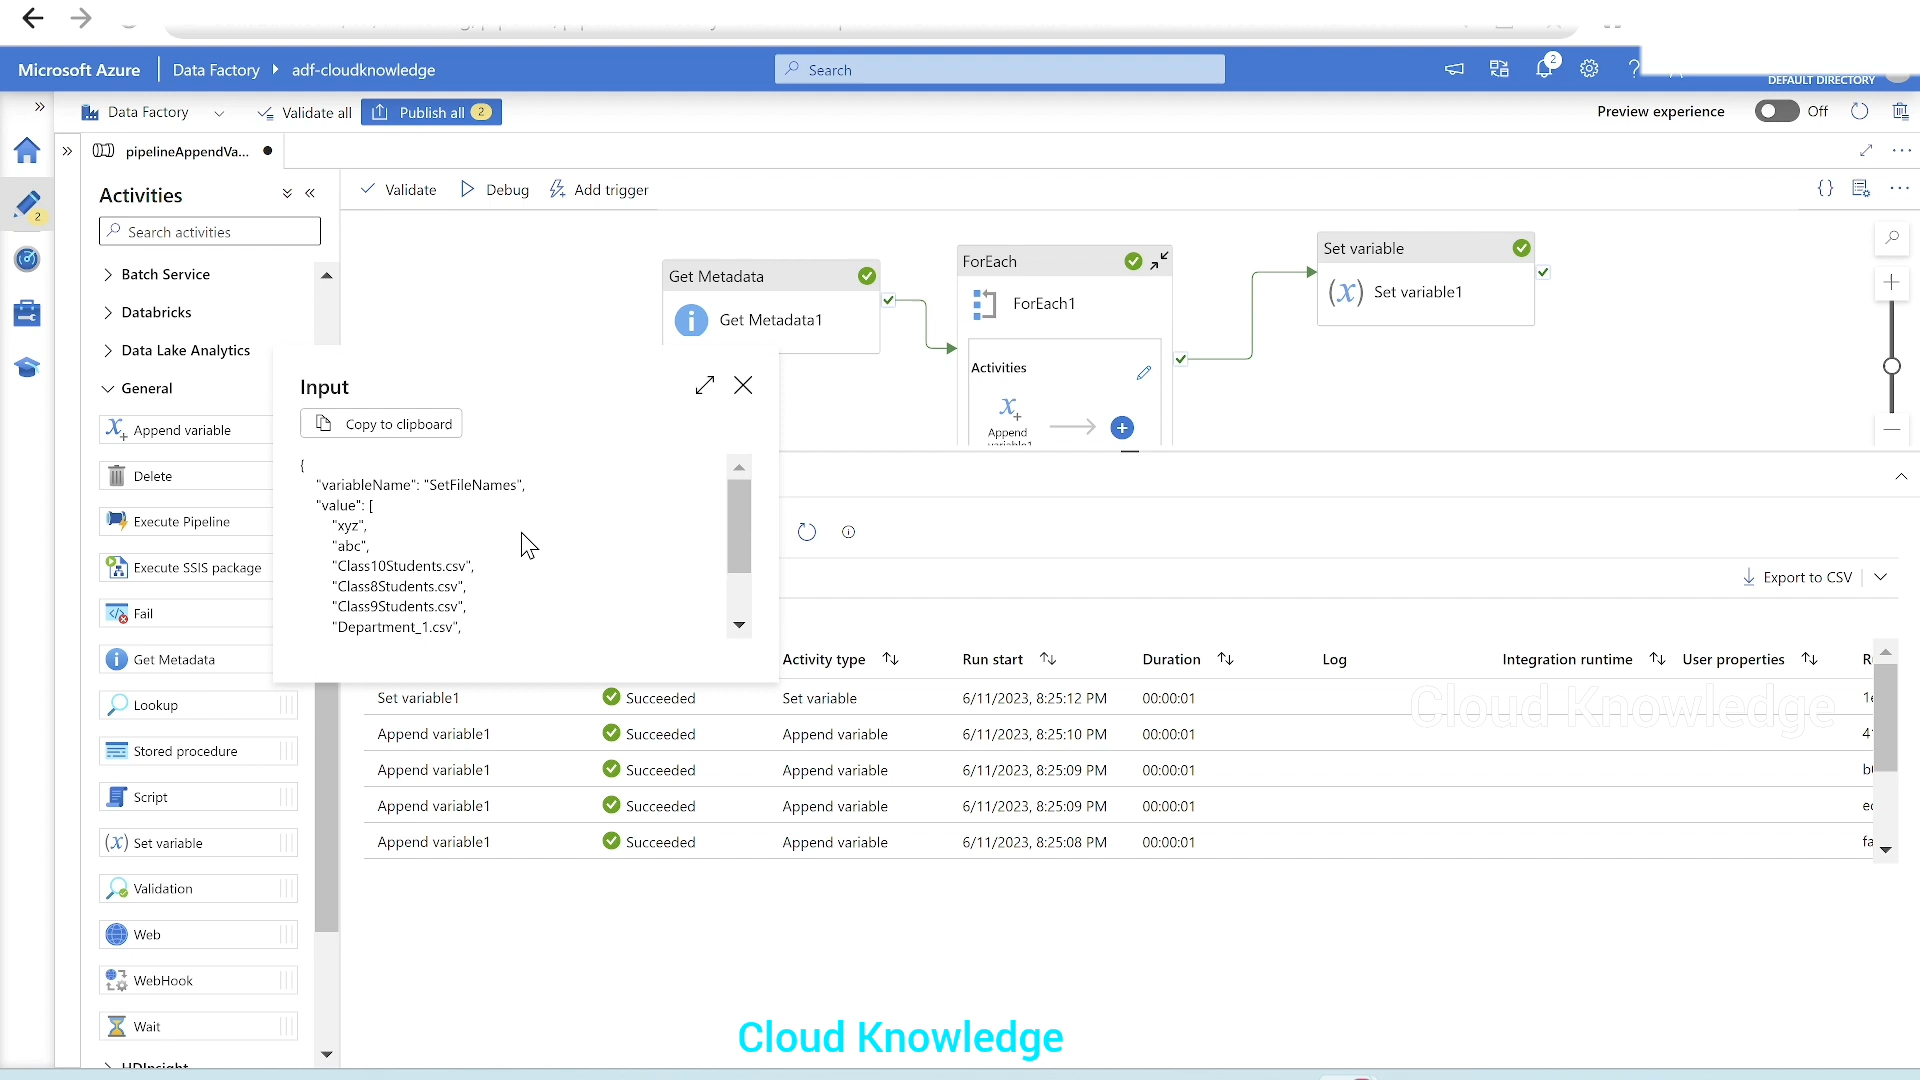 Microsoft Azure
Data Factory
adf-cloudknowledge
Search
2
DEFAULT DIRECTORY
Data Factory
Validate all
Publish all 2
Preview experience
Off
pipelineAppendVa...
2
Activities
Search activities
Batch Service
Databricks
Data Lake Analytics
General
Append variable
Delete
Execute Pipeline
Execute SSIS package
Fail
Get Metadata
Lookup
Stored procedure
Script
Set variable
Validation
Web
WebHook
Wait
HDInsight
Validate
Debug
Add trigger
Get Metadata
Get Metadata1
ForEach
ForEach1
Activities
Append
variable1
Set variable
Set variable1
Input
Copy to clipboard
{
"variableName": "SetFileNames",
"value": [
"xyz",
"abc",
"Class10Students.csv",
"Class8Students.csv",
"Class9Students.csv",
"Department_1.csv",
Export to CSV
Activity type Run start Duration Log Integration runtime User properties
Set variable1 Succeeded Set variable 6/11/2023, 8:25:12 PM 00:00:01
Append variable1 Succeeded Append variable 6/11/2023, 8:25:10 PM 00:00:01
Append variable1 Succeeded Append variable 6/11/2023, 8:25:09 PM 00:00:01
Append variable1 Succeeded Append variable 6/11/2023, 8:25:09 PM 00:00:01
Append variable1 Succeeded Append variable 6/11/2023, 8:25:08 PM 00:00:01
Cloud Knowledge
Cloud Knowledge